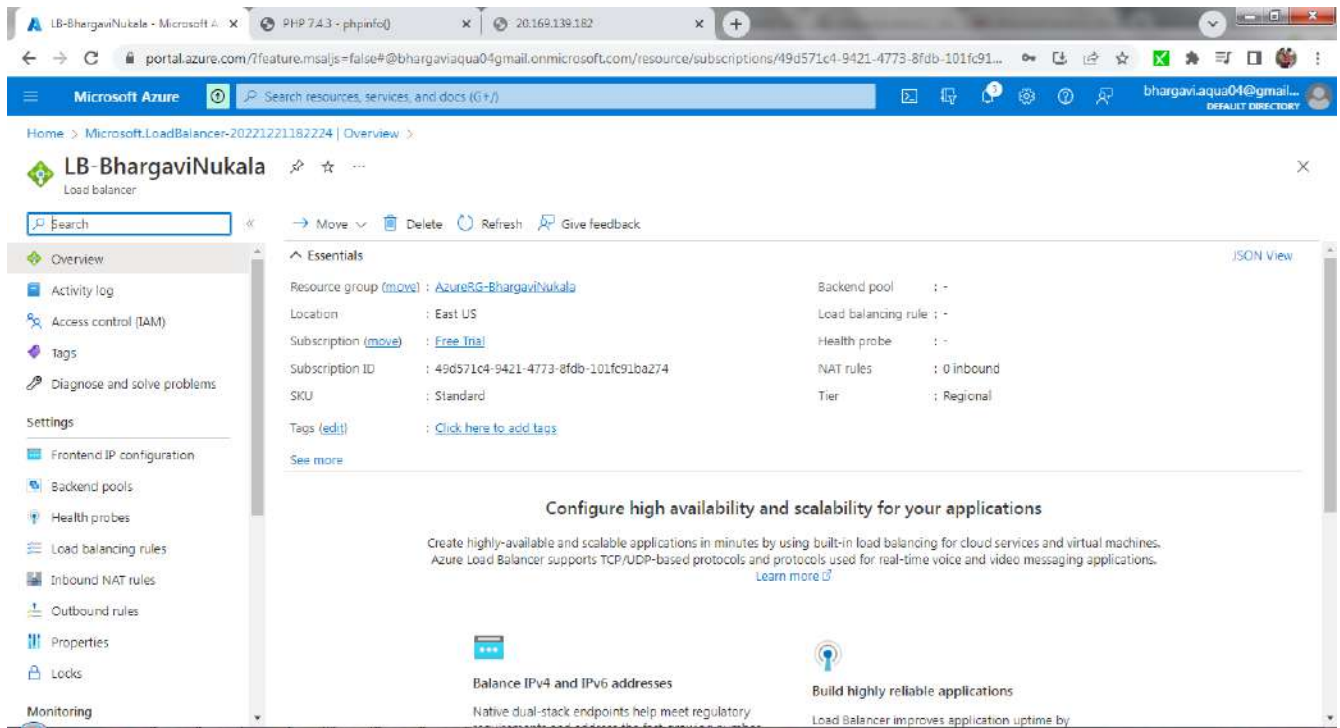 LB-BhargaviNukala - Microsoft A
PHP 7.4.3 - phpinfo()
20.169.139.182
portal.azure.com/?feature.msaljs=false#@bhargaviaqua04gmail.onmicrosoft.com/resource/subscriptions/49d571c4-9421-4773-8fdb-101fc91...
Microsoft Azure
Search resources, services, and docs (G+/)
3
bhargavi.aqua04@gmail...
DEFAULT DIRECTORY
Home > Microsoft.LoadBalancer-20221221182224 | Overview >
LB-BhargaviNukala
Load balancer
Search
Move
Delete
Refresh
Give feedback
Overview
Activity log
Access control (IAM)
Tags
Diagnose and solve problems
Settings
Frontend IP configuration
Backend pools
Health probes
Load balancing rules
Inbound NAT rules
Outbound rules
Properties
Locks
Monitoring
Essentials
JSON View
Resource group (move) : AzureRG-BhargaviNukala
Location : East US
Subscription (move) : Free Trial
Subscription ID : 49d571c4-9421-4773-8fdb-101fc91ba274
SKU : Standard
Tags (edit) : Click here to add tags
See more
Backend pool : -
Load balancing rule : -
Health probe : -
NAT rules : 0 inbound
Tier : Regional
Configure high availability and scalability for your applications
Create highly-available and scalable applications in minutes by using built-in load balancing for cloud services and virtual machines.
Azure Load Balancer supports TCP/UDP-based protocols and protocols used for real-time voice and video messaging applications.
Learn more
Balance IPv4 and IPv6 addresses
Native dual-stack endpoints help meet regulatory
Build highly reliable applications
Load Balancer improves application uptime by